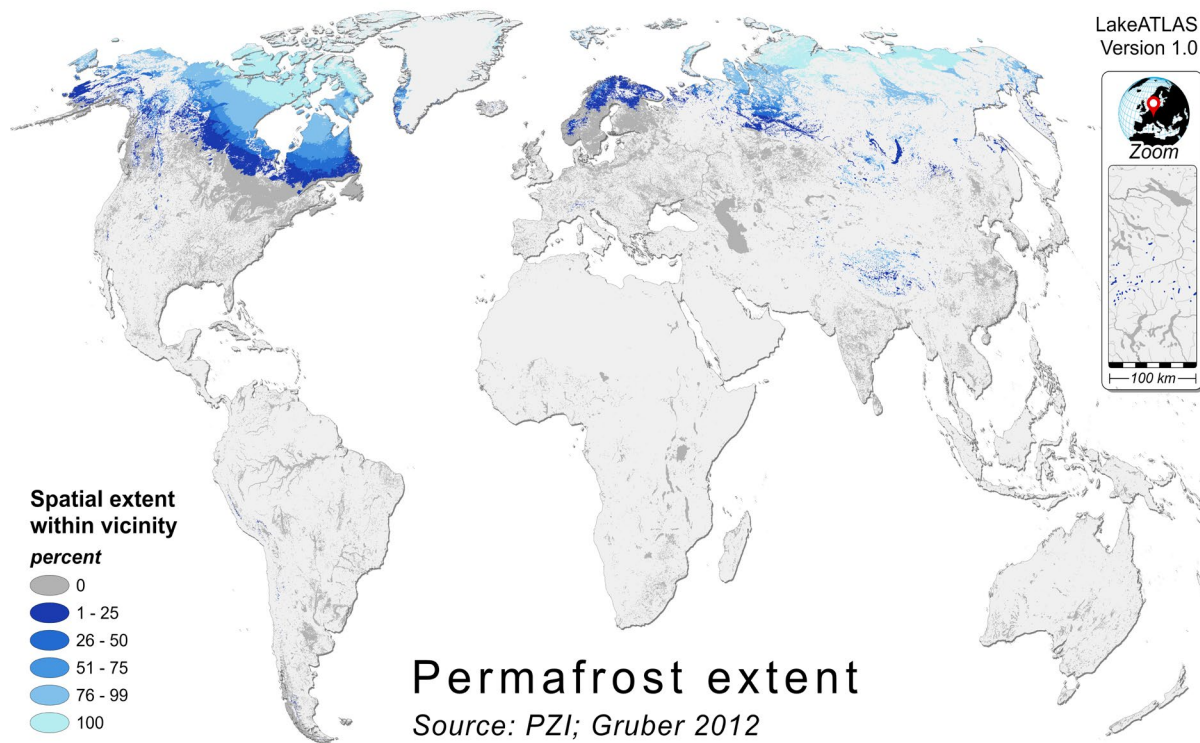 LakeATLAS
Version 1.0
Zoom
100 km
Spatial extent
within vicinity
percent
0
1 - 25
26 - 50
51 - 75
76 - 99
100
Permafrost extent
Source: PZI; Gruber 2012